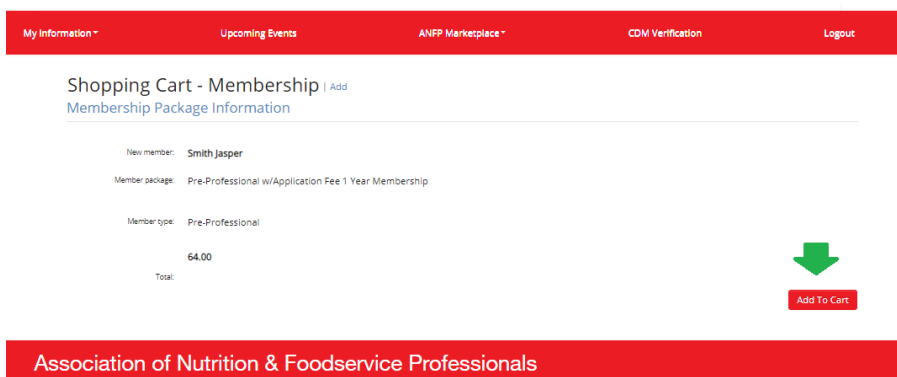 My Information Upcoming Events ANFP Marketplace CDM Verification Logout
Shopping Cart - Membership | Add
Membership Package Information
New member: Smith Jasper
Member package: Pre-Professional w/Application Fee 1 Year Membership
Member type: Pre-Professional
64.00
Total:
Add To Cart
Association of Nutrition & Foodservice Professionals